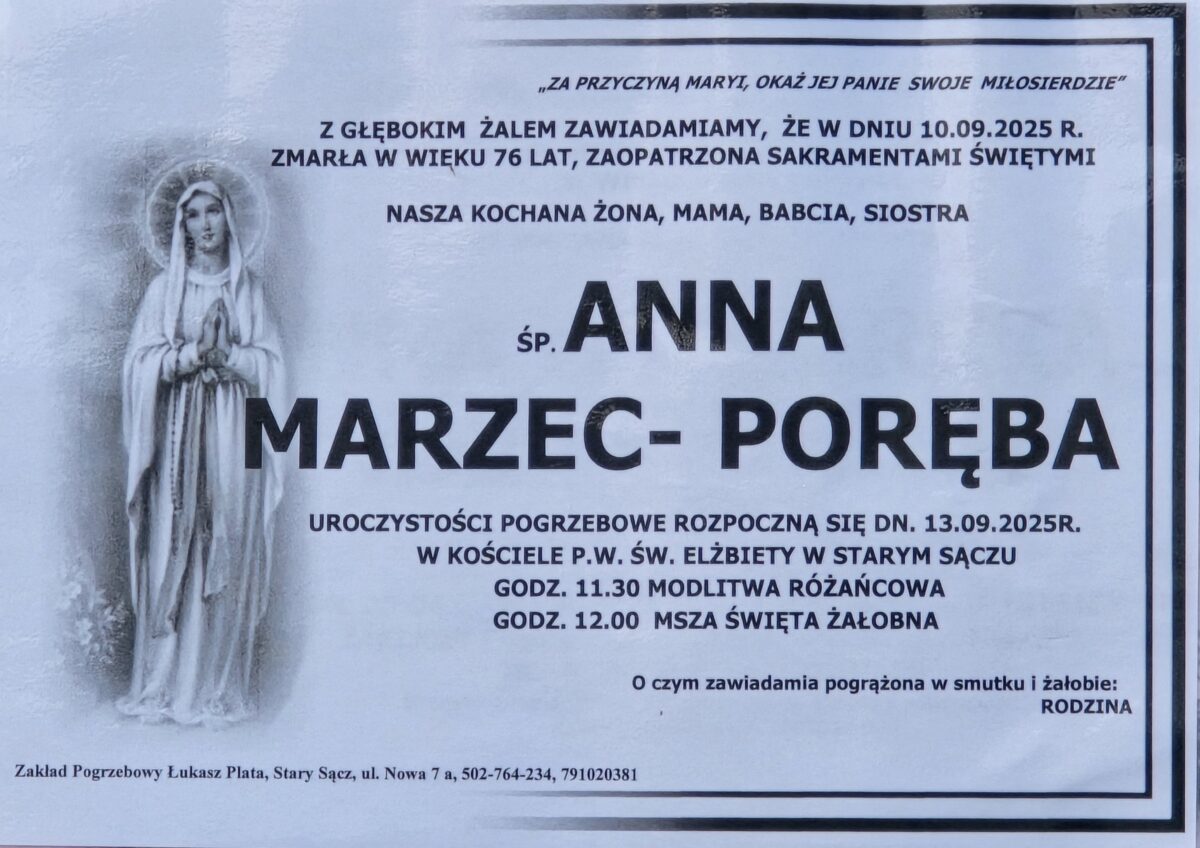 „ZA PRZYCZYNĄ MARYI, OKAŻ JEJ PANIE SWOJE MIŁOSIERDZIE”
Z GŁĘBOKIM ŻALEM ZAWIADAMIAMY, ŻE W DNIU 10.09.2025 R.
ZMARŁA W WIĘKU 76 LAT, ZAOPATRZONA SAKRAMENTAMI ŚWIĘTYMI
NASZA KOCHANA ŻONA, MAMA, BABCIA, SIOSTRA
ŚP. ANNA
MARZEC- PORĘBA
UROCZYSTOŚCI POGRZEBOWE ROZPOCZNĄ SIĘ DN. 13.09.2025R.
W KOŚCIELE P.W. ŚW. ELŻBIETY W STARYM SĄCZU
GODZ. 11.30 MODLITWA RÓŻAŃCOWA
GODZ. 12.00 MSZA ŚWIĘTA ŻAŁOBNA
O czym zawiadamia pogrążona w smutku i żałobie:
RODZINA
Zakład Pogrzebowy Łukasz Plata, Stary Sącz, ul. Nowa 7 a, 502-764-234, 791020381